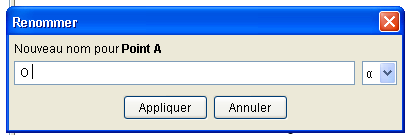 Renommer
Nouveau nom pour Point A
O
α
Appliquer
Annuler